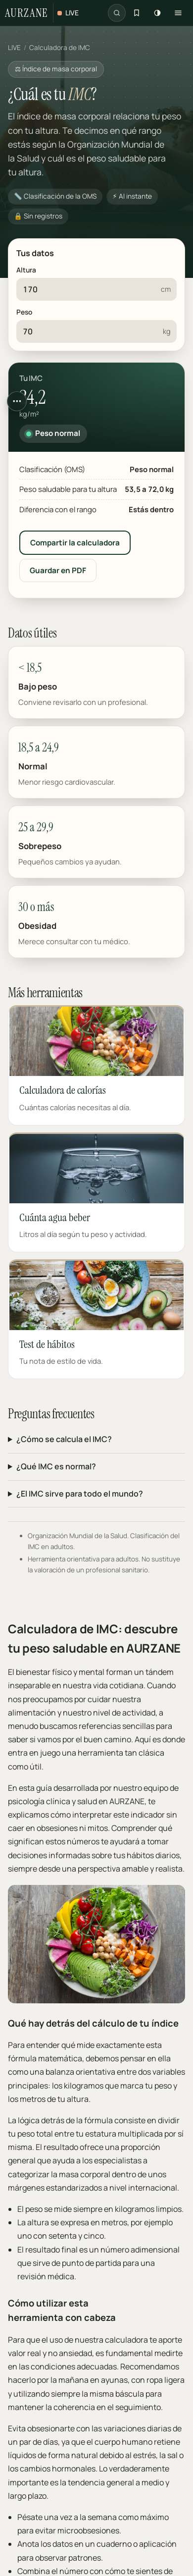 AURZANE LIVE
LIVE / Calculadora de IMC
Índice de masa corporal
¿Cuál es tu IMC?
El índice de masa corporal relaciona tu peso
con tu altura. Te decimos en qué rango
estás según la Organización Mundial de
la Salud y cuál es el peso saludable para
tu altura.
Clasificación de la OMS
Al instante
Sin registros
Tus datos
Altura
170 cm
Peso
70 kg
Tu IMC
24,2
kg/m²
Peso normal
Clasificación (OMS) Peso normal
Peso saludable para tu altura 53,5 a 72,0 kg
Diferencia con el rango Estás dentro
Compartir la calculadora
Guardar en PDF
Datos útiles
< 18,5
Bajo peso
Conviene revisarlo con un profesional.
18,5 a 24,9
Normal
Menor riesgo cardiovascular.
25 a 29,9
Sobrepeso
Pequeños cambios ya ayudan.
30 o más
Obesidad
Merece consultar con tu médico.
Más herramientas
Calculadora de calorías
Cuántas calorías necesitas al día.
Cuánta agua beber
Litros al día según tu peso y actividad.
Test de hábitos
Tu nota de estilo de vida.
Preguntas frecuentes
¿Cómo se calcula el IMC?
¿Qué IMC es normal?
¿El IMC sirve para todo el mundo?
Organización Mundial de la Salud. Clasificación del
IMC en adultos.
Herramienta orientativa para adultos. No sustituye
la valoración de un profesional sanitario.
Calculadora de IMC: descubre
tu peso saludable en AURZANE
El bienestar físico y mental forman un tándem
inseparable en nuestra vida cotidiana. Cuando
nos preocupamos por cuidar nuestra
alimentación y nuestro nivel de actividad, a
menudo buscamos referencias sencillas para
saber si vamos por el buen camino. Aquí es donde
entra en juego una herramienta tan clásica
como útil.
En esta guía desarrollada por nuestro equipo de
psicología clínica y salud en AURZANE, te
explicamos cómo interpretar este indicador sin
caer en obsesiones ni mitos. Comprender qué
significan estos números te ayudará a tomar
decisiones informadas sobre tus hábitos diarios,
siempre desde una perspectiva amable y realista.
Qué hay detrás del cálculo de tu índice
Para entender qué mide exactamente esta
fórmula matemática, debemos pensar en ella
como una balanza orientativa entre dos variables
principales: los kilogramos que marca tu peso y
los metros de tu altura.
La lógica detrás de la fórmula consiste en dividir
tu peso total entre tu estatura multiplicada por sí
misma. El resultado ofrece una proporción
general que ayuda a los especialistas a
categorizar la masa corporal dentro de unos
márgenes estandarizados a nivel internacional.
El peso se mide siempre en kilogramos limpios.
La altura se expresa en metros, por ejemplo
uno con setenta y cinco.
El resultado final es un número adimensional
que sirve de punto de partida para una
revisión médica.
Cómo utilizar esta
herramienta con cabeza
Para que el uso de nuestra calculadora te aporte
valor real y no ansiedad, es fundamental medirte
en las condiciones adecuadas. Recomendamos
hacerlo por la mañana en ayunas, con ropa ligera
y utilizando siempre la misma báscula para
mantener la coherencia en el seguimiento.
Evita obsesionarte con las variaciones diarias de
un par de días, ya que el cuerpo humano retiene
líquidos de forma natural debido al estrés, la sal o
los cambios hormonales. Lo verdaderamente
importante es la tendencia general a medio y
largo plazo.
Pésate una vez a la semana como máximo
para evitar microobsesiones.
Anota los datos en un cuaderno o aplicación
para observar patrones.
Combina el número con cómo te sientes de